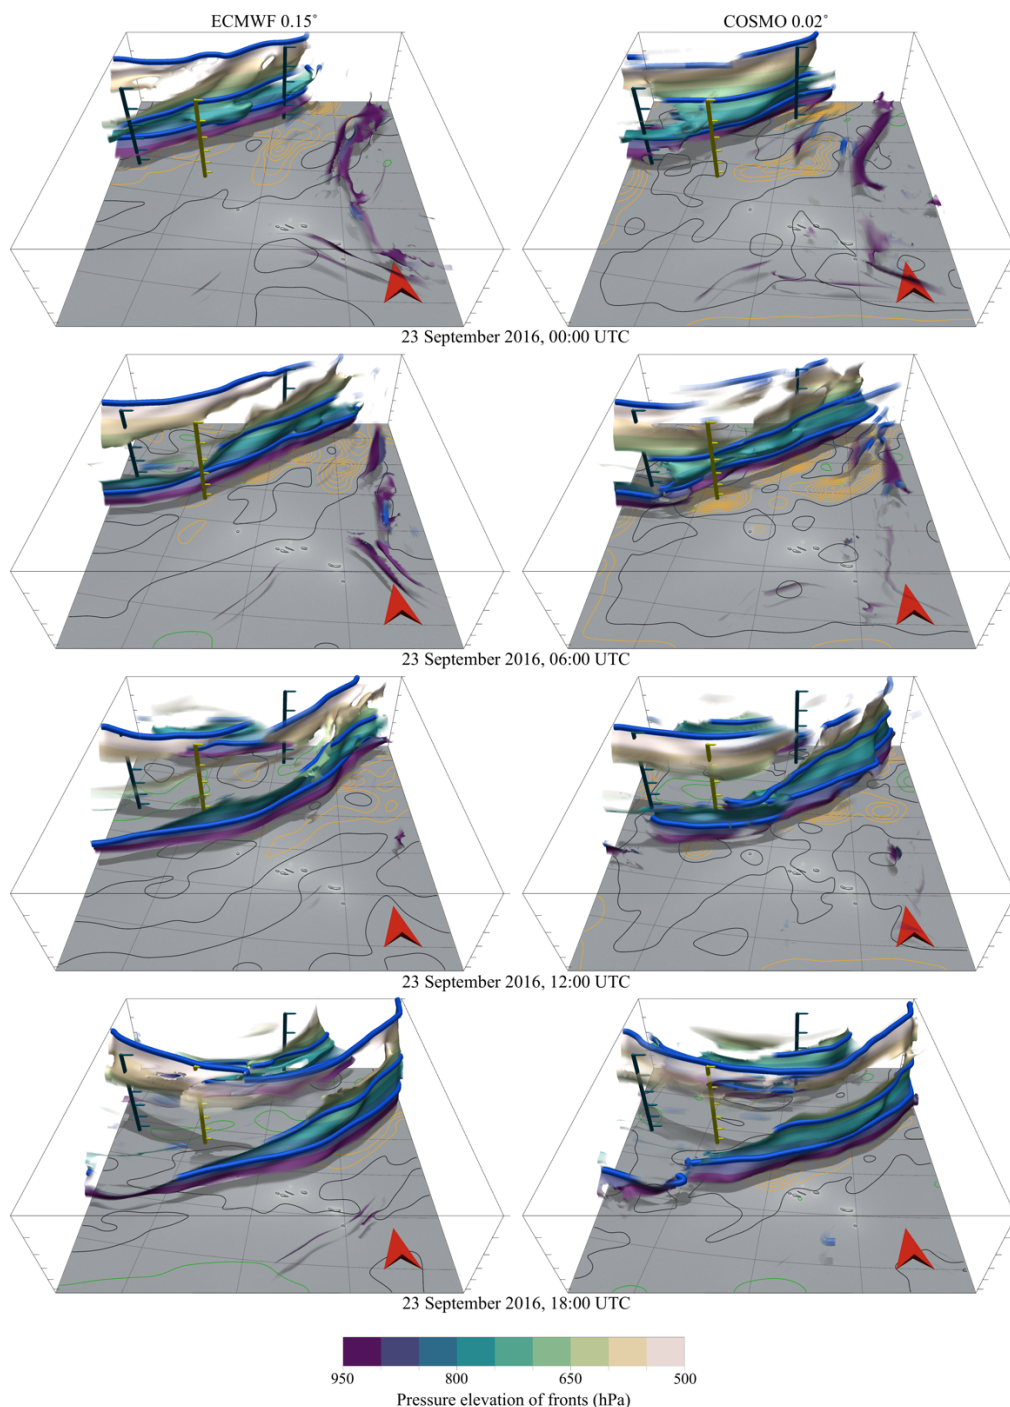 ECMWF 0.15°
COSMO 0.02°
23 September 2016, 00:00 UTC
23 September 2016, 06:00 UTC
23 September 2016, 12:00 UTC
23 September 2016, 18:00 UTC
950 800 650 500
Pressure elevation of fronts (hPa)